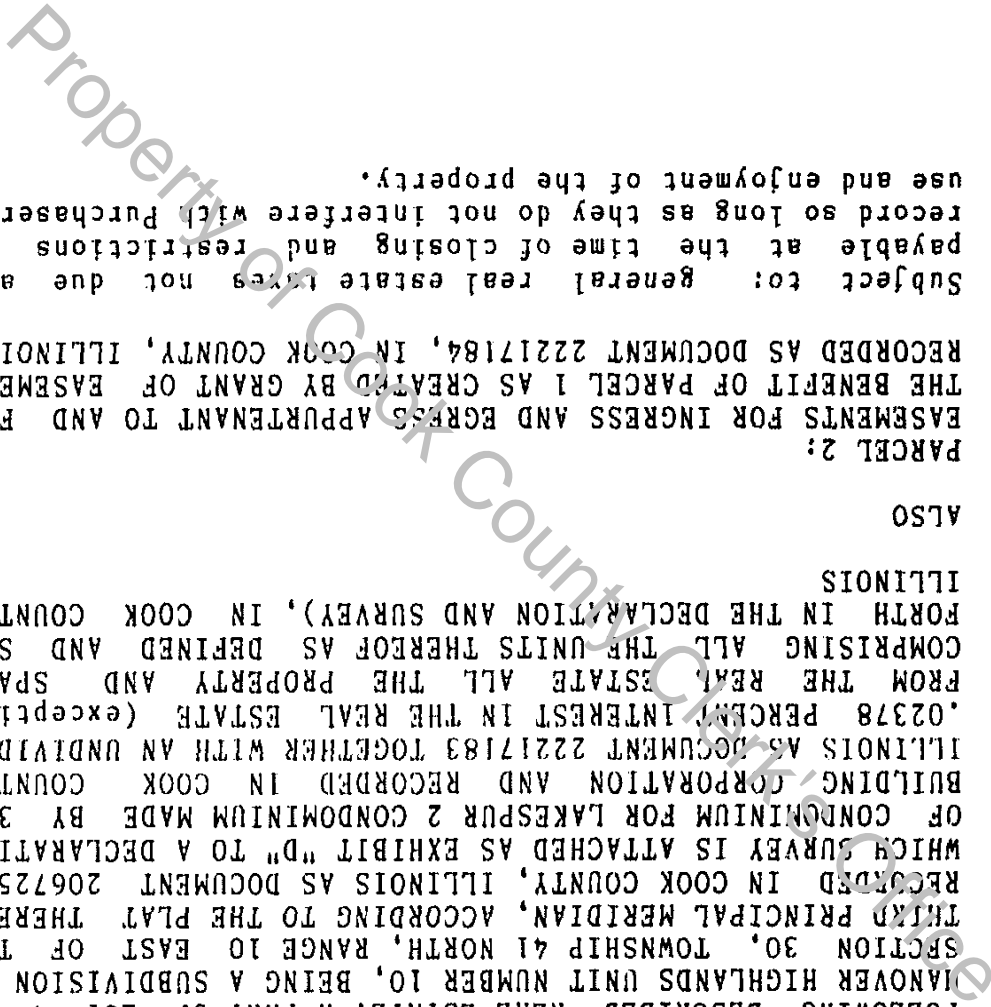 HANOVER HIGHLANDS UNIT NUMBER 10, BEING A SUBDIVISION
SECTION 30, TOWNSHIP 41 NORTH, RANGE 10 EAST OF T
THIRD PRINCIPAL MERIDIAN, ACCORDING TO THE PLAT THERE
RECORDED IN COOK COUNTY, ILLINOIS AS DOCUMENT 206725
WHICH SURVEY IS ATTACHED AS EXHIBIT "D" TO A DECLARATI
OF CONDOMINIUM FOR LAKESPUR 2 CONDOMINIUM MADE BY 3
BUILDING CORPORATION AND RECORDED IN COOK COUNT
ILLINOIS AS DOCUMENT 22217183 TOGETHER WITH AN UNDIVID
.02378 PERCENT INTEREST IN THE REAL ESTATE (excepti
FROM THE REAL ESTATE ALL THE PROPERTY AND SPA
COMPRISING ALL THE UNITS THEREOF AS DEFINED AND S
FORTH IN THE DECLARATION AND SURVEY), IN COOK COUNT
ILLINOIS
ALSO
PARCEL 2:
EASEMENTS FOR INGRESS AND EGRESS APPURTENANT TO AND F
THE BENEFIT OF PARCEL 1 AS CREATED BY GRANT OF EASEME
RECORDED AS DOCUMENT 22217184, IN COOK COUNTY, ILLINOI
Subject to: general real estate taxes not due a
payable at the time of closing and restrictions
record so long as they do not interfere with Purchaser
use and enjoyment of the property.
Property of Cook County Clerk's Office